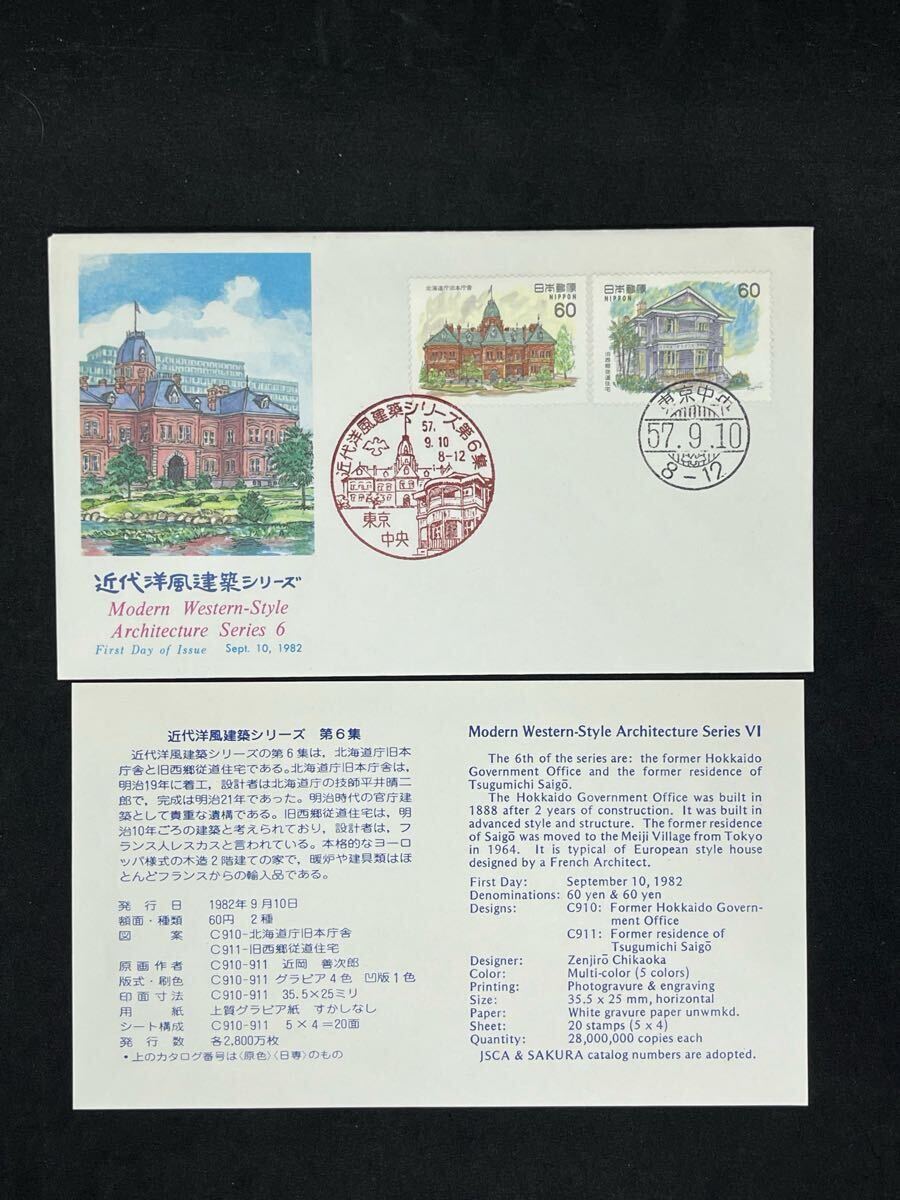 北海道庁旧本庁舎
日本郵便
NIPPON
60
日本郵便
NIPPON
60
旧西郷従道住宅
近代洋風建築シリーズ第6集
57.
9.10
8-12
東京
中央
東京中央
57.9.10
8-12
近代洋風建築シリーズ
Modern Western-Style
Architecture Series 6
First Day of Issue Sept. 10, 1982
近代洋風建築シリーズ 第6集
近代洋風建築シリーズの第6集は，北海道庁旧本
庁舎と旧西郷従道住宅である。北海道庁旧本庁舎は，
明治19年に着工，設計者は北海道庁の技師平井晴二
郎で，完成は明治21年であった。明治時代の官庁建
築として貴重な遺構である。旧西郷従道住宅は，明
治10年ごろの建築と考えられており，設計者は，フ
ランス人レスカスと言われている。本格的なヨーロ
ッパ様式の木造2階建ての家で，暖炉や建具類はほ
とんどフランスからの輸入品である。
発行日 1982年9月10日
額面・種類 60円 2種
図案 C910-北海道庁旧本庁舎
C911-旧西郷従道住宅
原画作者 C910-911 近岡 善次郎
版式・刷色 C910-911 グラビア4色 凹版1色
印面寸法 C910-911 35.5×25ミリ
用紙 上質グラビア紙 すかしなし
シート構成 C910-911 5×4＝20面
発行数 各2,800万枚
・上のカタログ番号は〈原色〉〈日専〉のもの
Modern Western-Style Architecture Series VI
The 6th of the series are: the former Hokkaido
Government Office and the former residence of
Tsugumichi Saigō.
The Hokkaido Government Office was built in
1888 after 2 years of construction. It was built in
advanced style and structure. The former residence
of Saigō was moved to the Meiji Village from Tokyo
in 1964. It is typical of European style house
designed by a French Architect.
First Day: September 10, 1982
Denominations: 60 yen & 60 yen
Designs: C910: Former Hokkaido Govern-
ment Office
C911: Former residence of
Tsugumichi Saigō
Designer: Zenjirō Chikaoka
Color: Multi-color (5 colors)
Printing: Photogravure & engraving
Size: 35.5 x 25 mm, horizontal
Paper: White gravure paper unwmkd.
Sheet: 20 stamps (5 x 4)
Quantity: 28,000,000 copies each
JSCA & SAKURA catalog numbers are adopted.